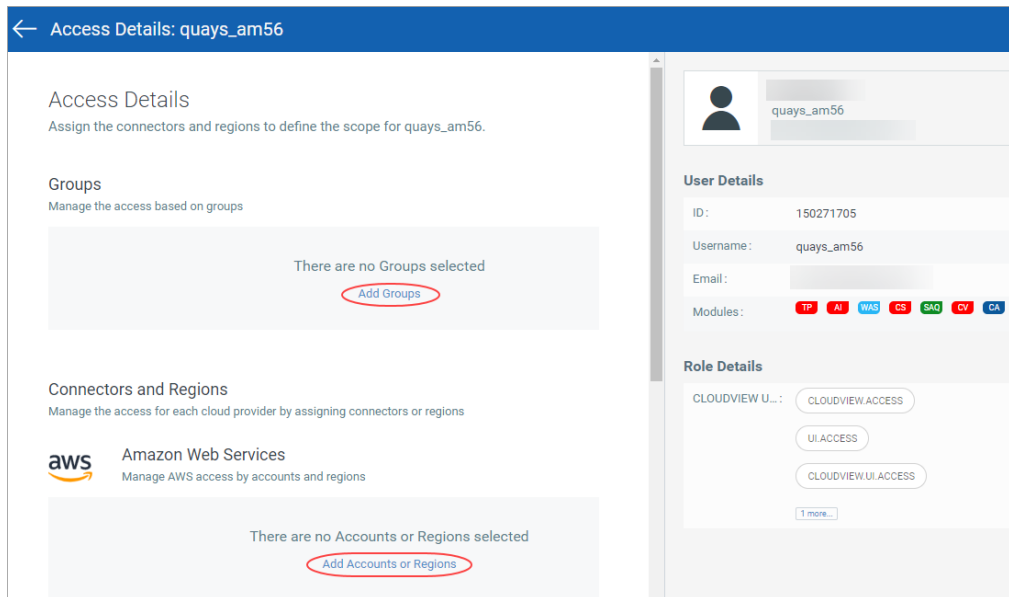 Access Details: quays_am56
Access Details
Assign the connectors and regions to define the scope for quays_am56.
Groups
Manage the access based on groups
There are no Groups selected
Add Groups
Connectors and Regions
Manage the access for each cloud provider by assigning connectors or regions
aws
Amazon Web Services
Manage AWS access by accounts and regions
There are no Accounts or Regions selected
Add Accounts or Regions
quays_am56
User Details
ID: 150271705
Username: quays_am56
Email:
Modules: TP AI WAS CS SAQ CV CA
Role Details
CLOUDVIEW U...: CLOUDVIEW.ACCESS
UI.ACCESS
CLOUDVIEW.UI.ACCESS
1 more...